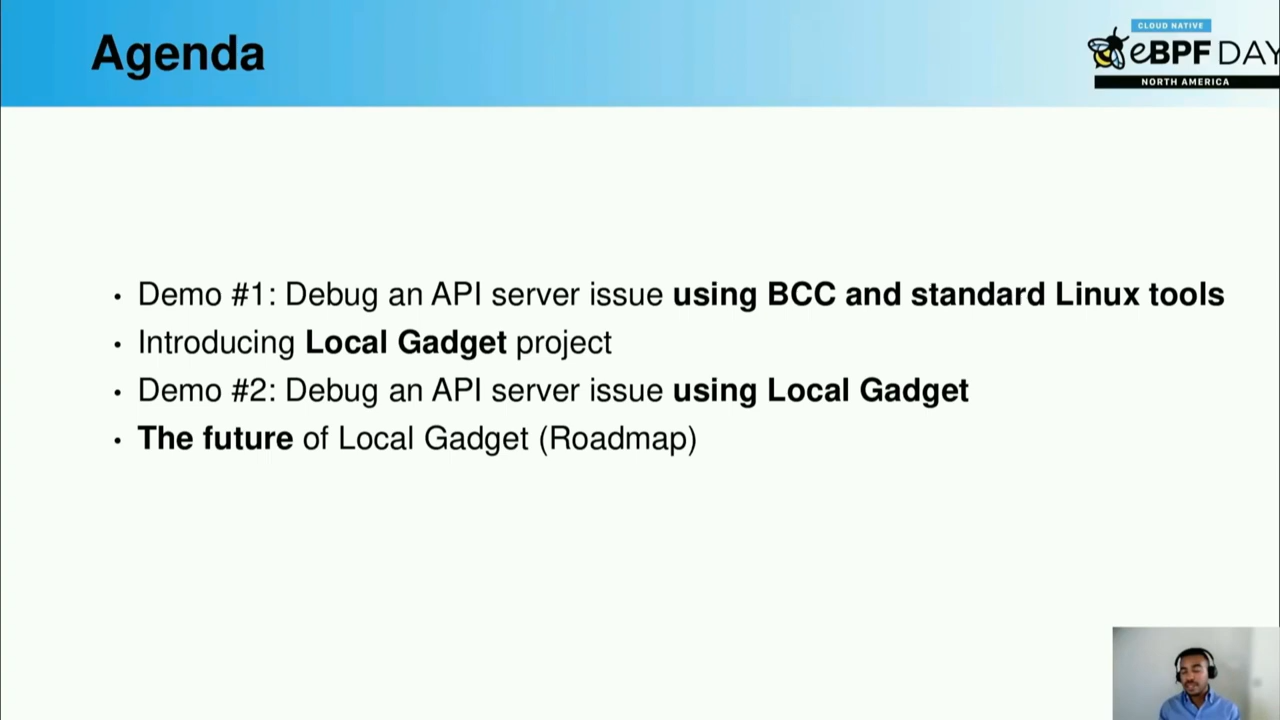 Agenda
CLOUD NATIVE
eBPF DAY
NORTH AMERICA
• Demo #1: Debug an API server issue using BCC and standard Linux tools
• Introducing Local Gadget project
• Demo #2: Debug an API server issue using Local Gadget
• The future of Local Gadget (Roadmap)